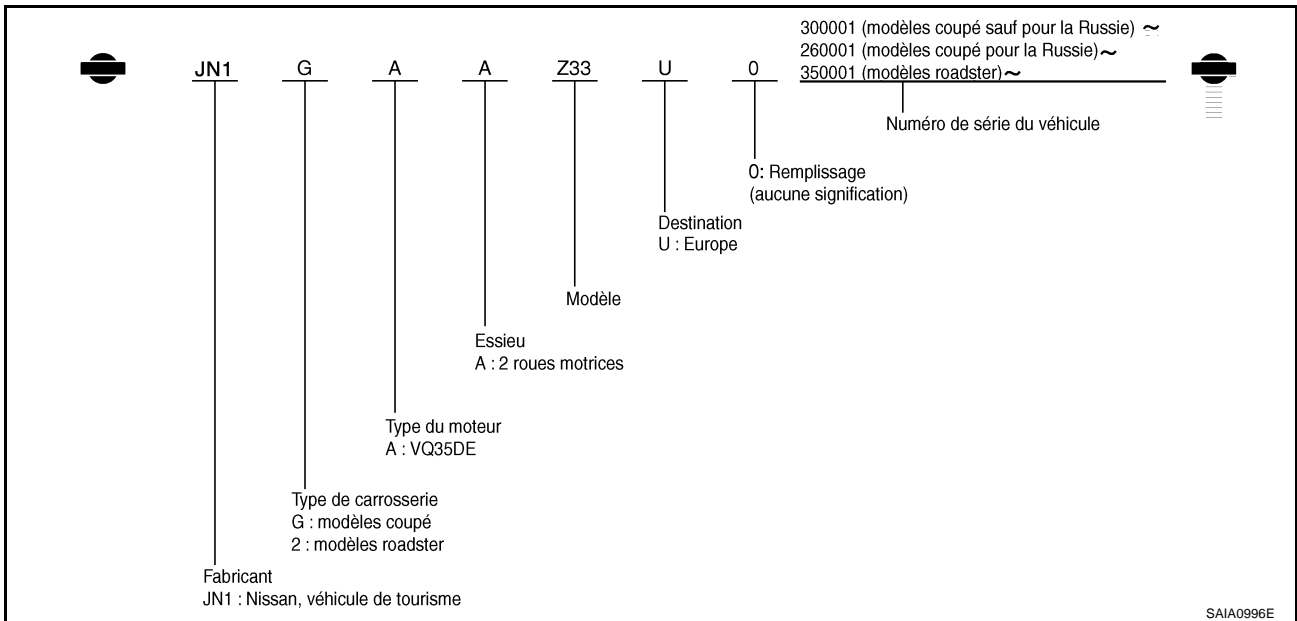 300001 (modèles coupé sauf pour la Russie) ~
260001 (modèles coupé pour la Russie)~
350001 (modèles roadster)~
JN1 G A A Z33 U 0
Numéro de série du véhicule
0: Remplissage
(aucune signification)
Destination
U : Europe
Modèle
Essieu
A : 2 roues motrices
Type du moteur
A : VQ35DE
Type de carrosserie
G : modèles coupé
2 : modèles roadster
Fabricant
JN1 : Nissan, véhicule de tourisme
SAIA0996E